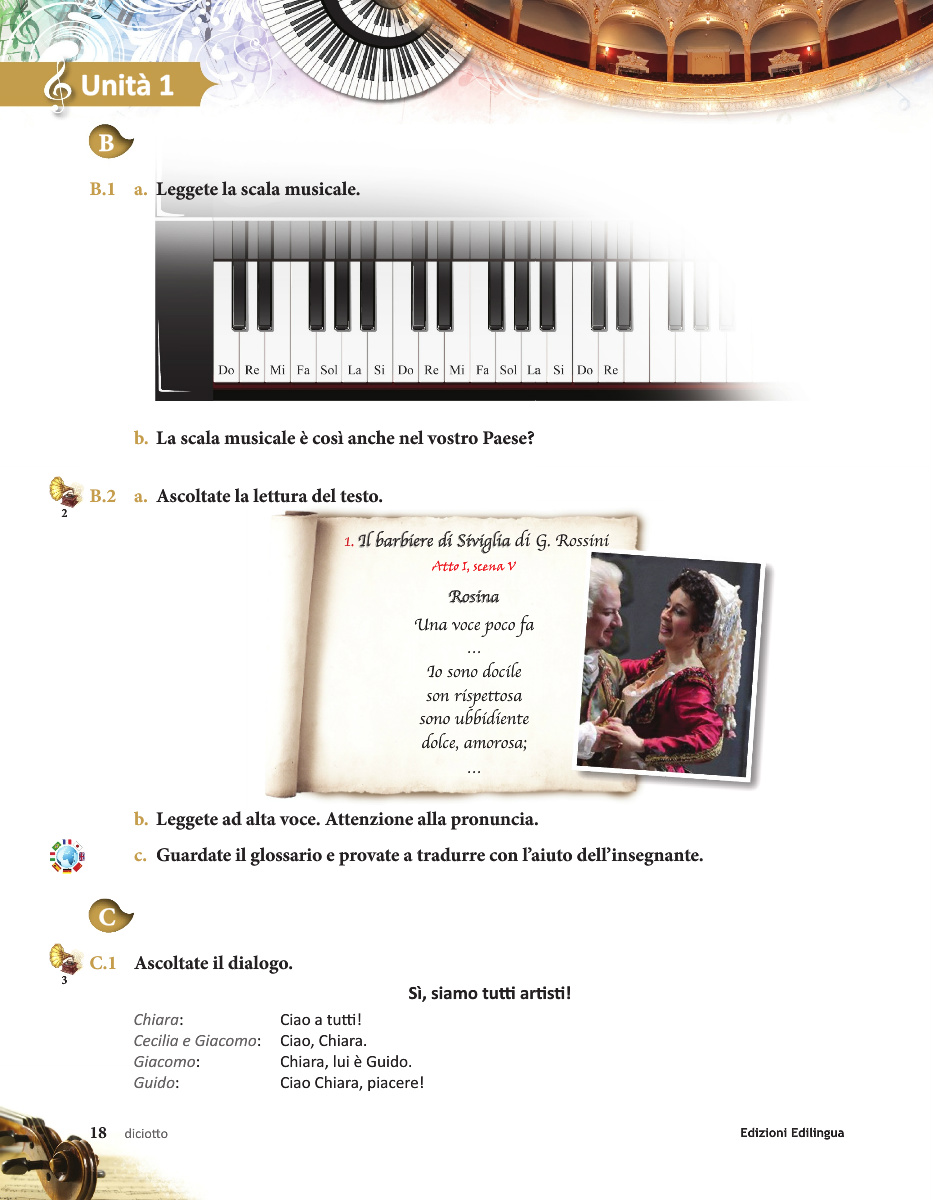 Unità 1
B
B.1 a. Leggete la scala musicale.
Do Re Mi Fa Sol La Si Do Re Mi Fa Sol La Si Do Re
b. La scala musicale è così anche nel vostro Paese?
2
B.2 a. Ascoltate la lettura del testo.
1. Il barbiere di Siviglia di G. Rossini
Atto I, scena V
Rosina
Una voce poco fa
...
Io sono docile
son rispettosa
sono ubbidiente
dolce, amorosa;
...
b. Leggete ad alta voce. Attenzione alla pronuncia.
c. Guardate il glossario e provate a tradurre con l'aiuto dell'insegnante.
C
3
C.1 Ascoltate il dialogo.
Sì, siamo tutti artisti!
Chiara: Ciao a tutti!
Cecilia e Giacomo: Ciao, Chiara.
Giacomo: Chiara, lui è Guido.
Guido: Ciao Chiara, piacere!
18 diciotto
Edizioni Edilingua